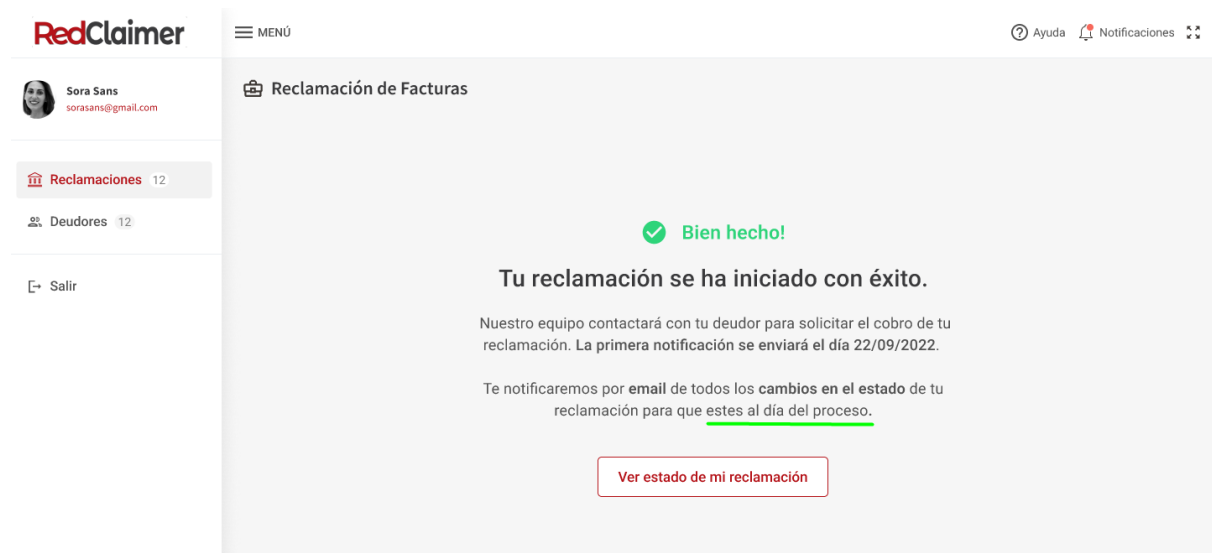 RedClaimer
MENÚ
Ayuda
Notificaciones
Sora Sans
sorasans@gmail.com
Reclamaciones 12
Deudores 12
Salir
Reclamación de Facturas
Bien hecho!
Tu reclamación se ha iniciado con éxito.
Nuestro equipo contactará con tu deudor para solicitar el cobro de tu
reclamación. La primera notificación se enviará el día 22/09/2022.
Te notificaremos por email de todos los cambios en el estado de tu
reclamación para que estes al día del proceso.
Ver estado de mi reclamación